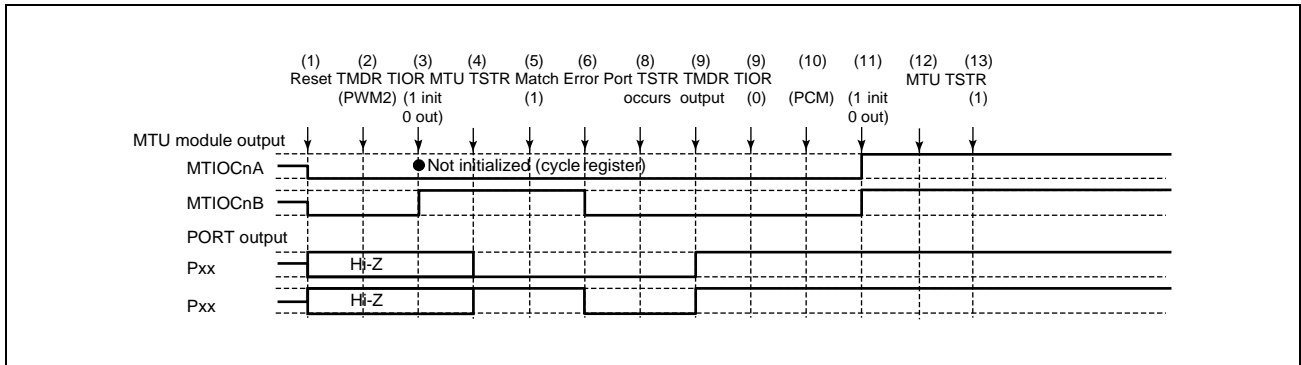 (1) (2) (3) (4) (5) (6) (8) (9) (9) (10) (11) (12) (13)
Reset TMDR TIOR MTU TSTR Match Error Port TSTR TMDR TIOR MTU TSTR
(PWM2) (1 init (1) occurs output (0) (PCM) (1 init (1)
0 out) 0 out)
MTU module output
MTIOCnA
Not initialized (cycle register)
MTIOCnB
PORT output
Pxx
Hi-Z
Pxx
Hi-Z